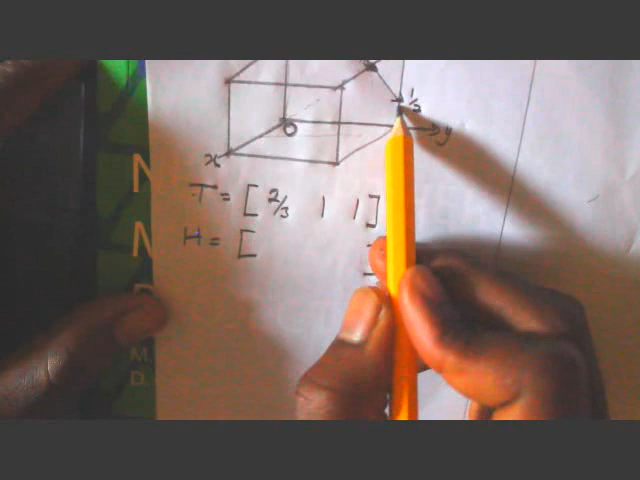 1/3
O
y
x
T = [ 2/3 1 1 ]
H = [
N
M
M.
D.